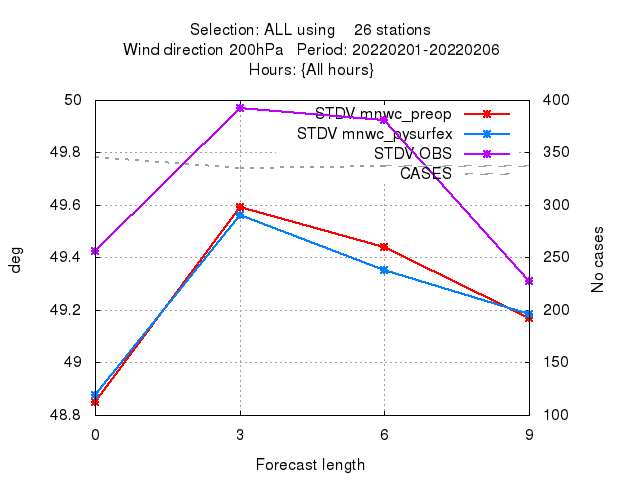 Selection: ALL using 26 stations
Wind direction 200hPa Period: 20220201-20220206
Hours: {All hours}
50 400
STDV mnwc_preop
STDV mnwc_pysurfex
49.8 STDV OBS 350
CASES
49.6 300
49.4 250
deg
No cases
49.2 200
49 150
48.8 100
0 3 6 9
Forecast length